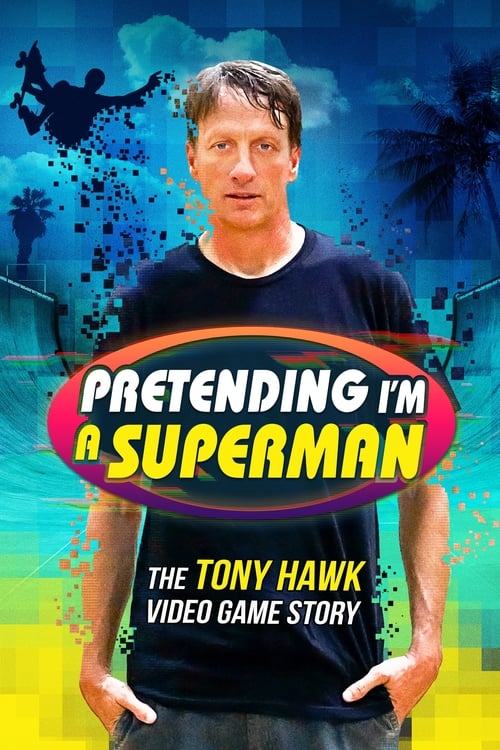 PRETENDING I'M
A SUPERMAN
THE TONY HAWK
VIDEO GAME STORY